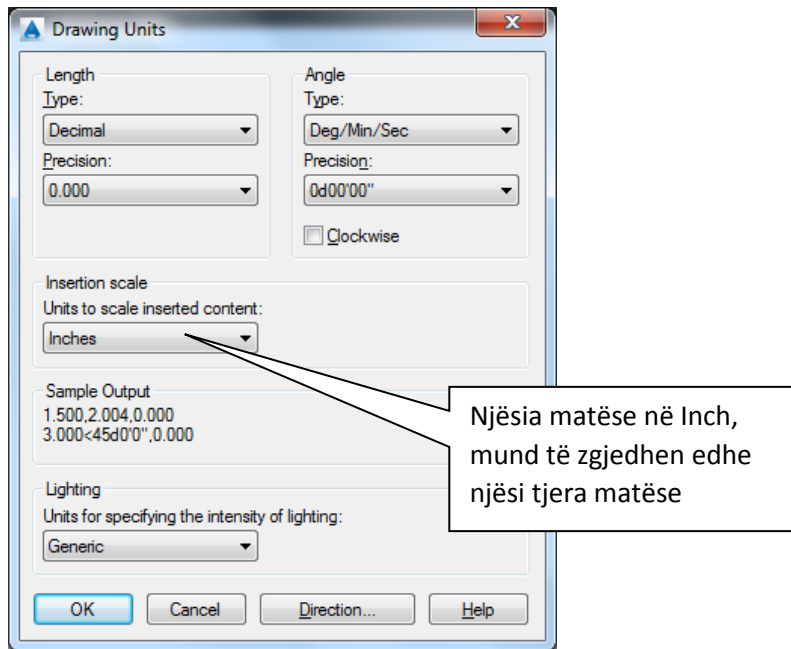 Drawing Units
Length
Type:
Decimal
Precision:
0.000
Angle
Type:
Deg/Min/Sec
Precision:
0d00'00"
Clockwise
Insertion scale
Units to scale inserted content:
Inches
Sample Output
1.500,2.004,0.000
3.000<45d0'0",0.000
Lighting
Units for specifying the intensity of lighting:
Generic
OK
Cancel
Direction...
Help
Njësia matëse në Inch,
mund të zgjedhen edhe
njësi tjera matëse